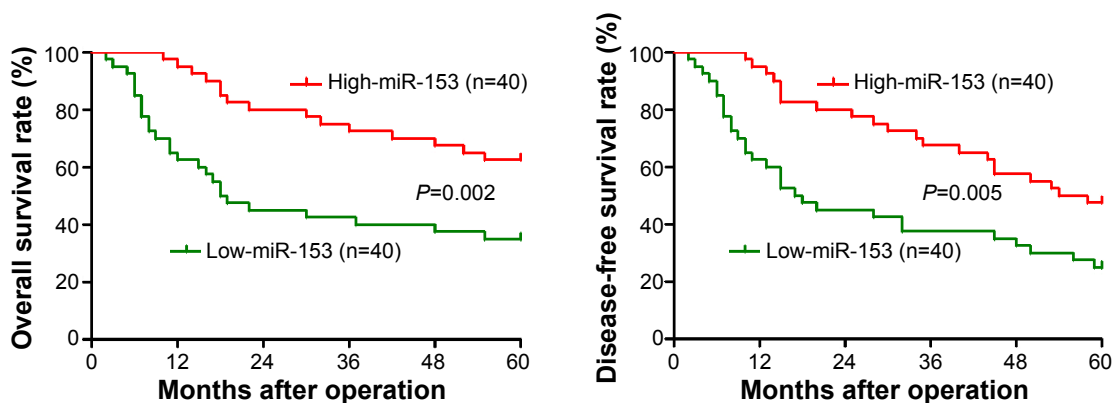 Overall survival rate (%)
100
80
60
40
20
0
High-miR-153 (n=40)
P=0.002
Low-miR-153 (n=40)
0 12 24 36 48 60
Months after operation
Disease-free survival rate (%)
100
80
60
40
20
0
High-miR-153 (n=40)
P=0.005
Low-miR-153 (n=40)
0 12 24 36 48 60
Months after operation